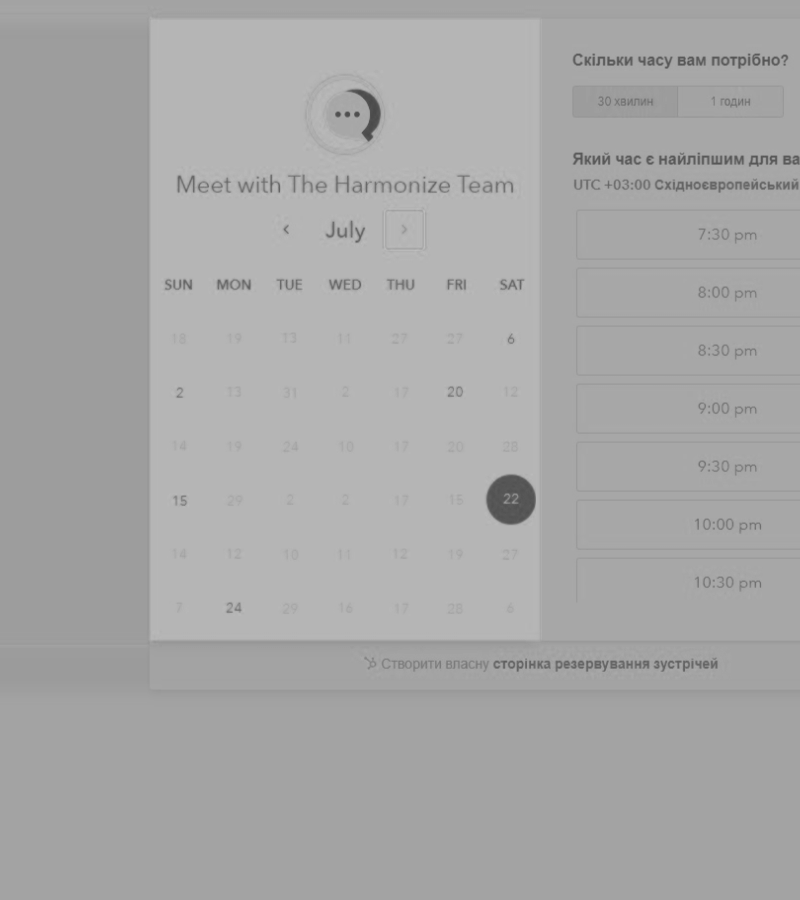 Meet with The Harmonize Team
July
SUN MON TUE WED THU FRI SAT
18 19 13 11 27 27 6
2 13 31 2 17 20 12
14 19 24 10 17 20 28
15 29 2 2 17 15 22
14 12 10 11 12 19 27
7 24 29 16 17 28 6
Скільки часу вам потрібно?
30 хвилин 1 годин
Який час є найліпшим для ва
UTC +03:00 Східноєвропейський
7:30 pm
8:00 pm
8:30 pm
9:00 pm
9:30 pm
10:00 pm
10:30 pm
Створити власну сторінка резервування зустрічей